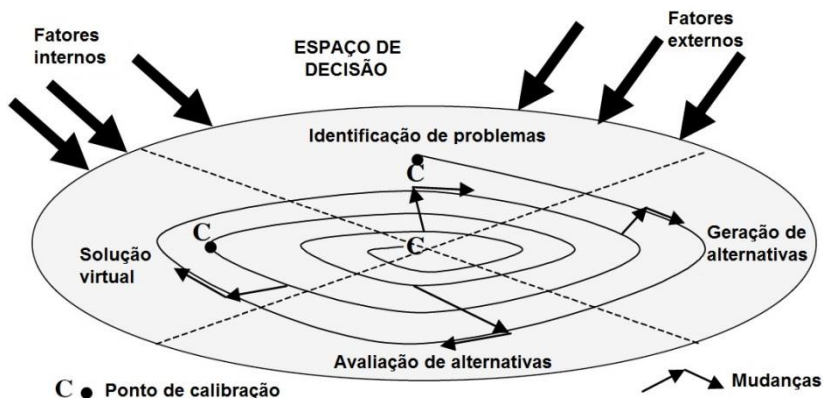 Fatores
internos
ESPAÇO DE
DECISÃO
Fatores
externos
Identificação de problemas
C
C
C
Solução
virtual
Geração de
alternativas
Avaliação de alternativas
C Ponto de calibração
Mudanças